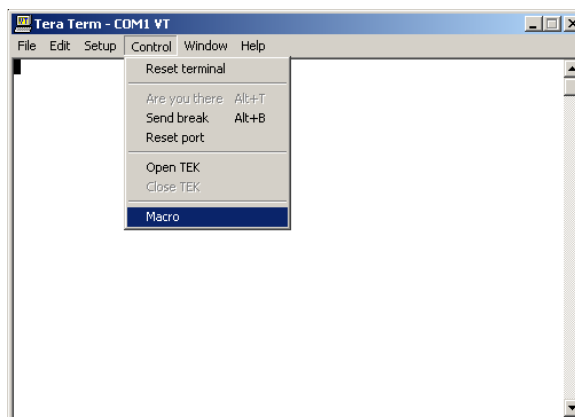 Tera Term - COM1 VT
File Edit Setup Control Window Help
Reset terminal
Are you there Alt+T
Send break Alt+B
Reset port
Open TEK
Close TEK
Macro